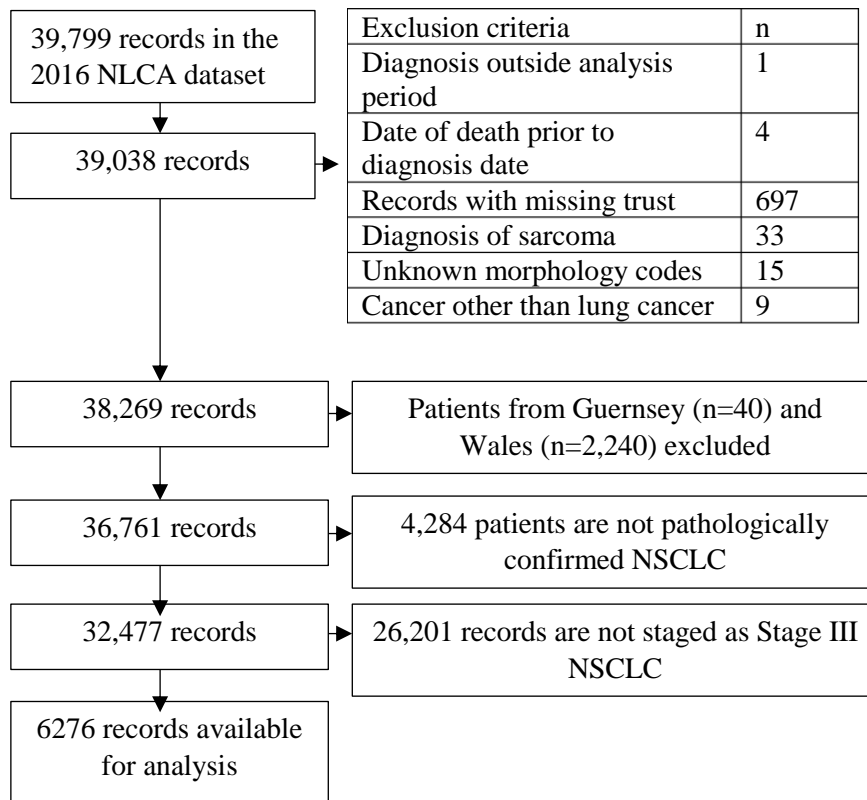 39,799 records in the
2016 NLCA dataset
39,038 records
Exclusion criteria n
Diagnosis outside analysis 1
period
Date of death prior to 4
diagnosis date
Records with missing trust 697
Diagnosis of sarcoma 33
Unknown morphology codes 15
Cancer other than lung cancer 9
38,269 records
Patients from Guernsey (n=40) and
Wales (n=2,240) excluded
36,761 records
4,284 patients are not pathologically
confirmed NSCLC
32,477 records
26,201 records are not staged as Stage III
NSCLC
6276 records available
for analysis